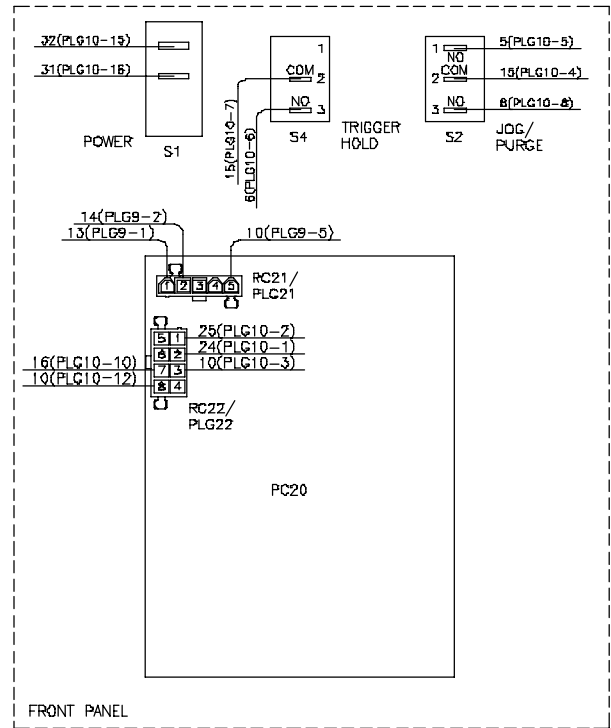 32(PLG10-15)
31(PLG10-16)
POWER
S1
1
COM 2
NO 3
15(PLG10-7)
6(PLG10-6)
S4
TRIGGER
HOLD
1 NO
COM
2
NO
3
5(PLG10-5)
15(PLG10-4)
8(PLG10-8)
S2
JOG/
PURGE
14(PLG9-2)
13(PLG9-1)
10(PLG9-5)
1 2 3 4 5
RC21/
PLG21
5 1
6 2
7 3
8 4
25(PLG10-2)
24(PLG10-1)
10(PLG10-3)
16(PLG10-10)
10(PLG10-12)
RC22/
PLG22
PC20
FRONT PANEL